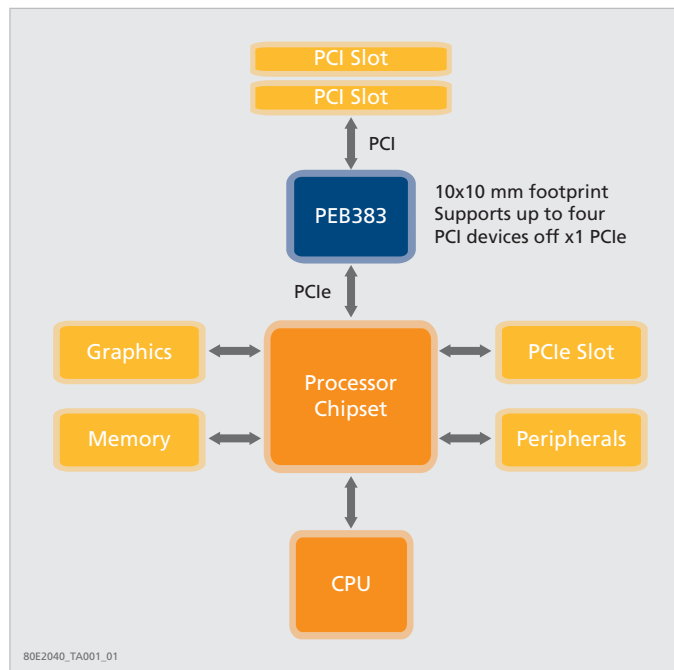 PCI Slot
PCI Slot
PCI
PEB383
10x10 mm footprint
Supports up to four
PCI devices off x1 PCIe
PCIe
Graphics
Processor
Chipset
PCIe Slot
Memory
Peripherals
CPU
80E2040_TA001_01